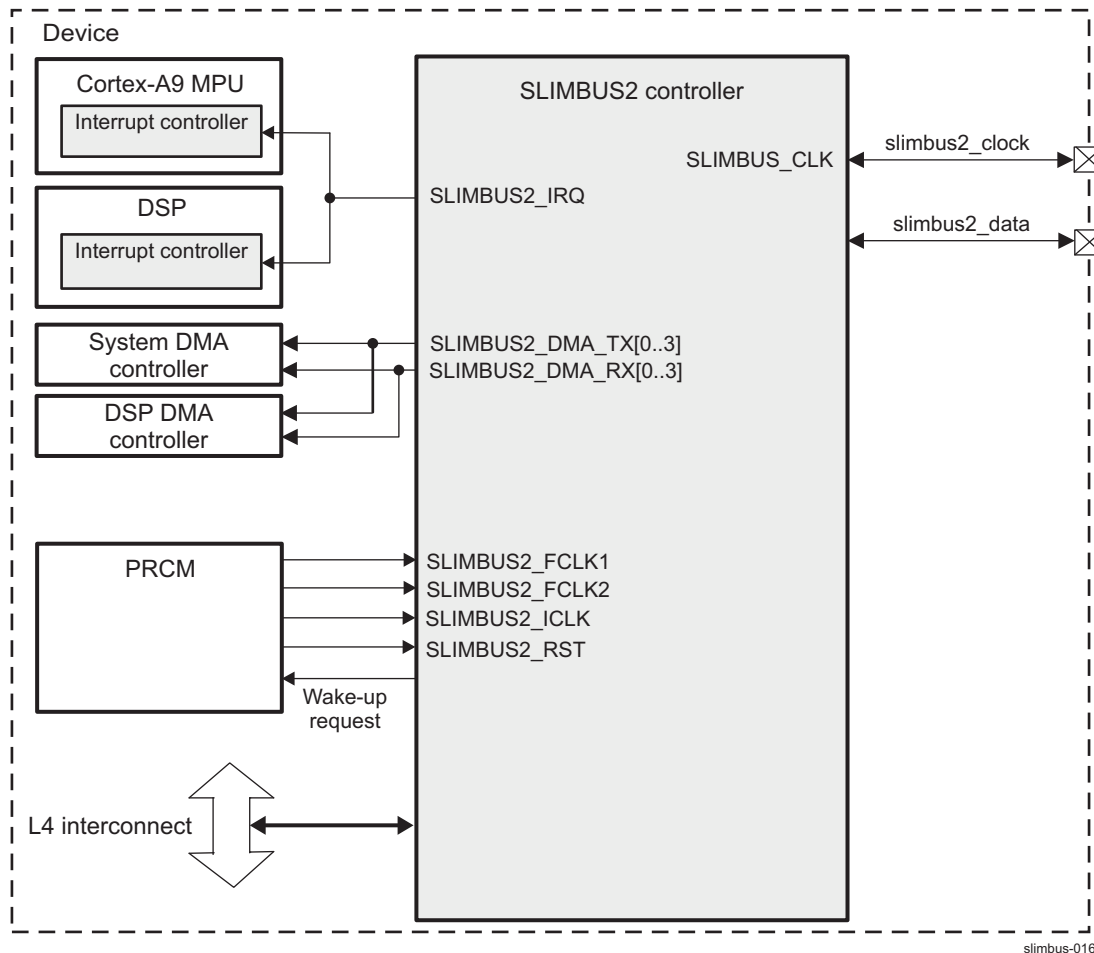 Device
Cortex-A9 MPU
Interrupt controller
DSP
Interrupt controller
System DMA
controller
DSP DMA
controller
PRCM
Wake-up
request
L4 interconnect
SLIMBUS2 controller
SLIMBUS_CLK
SLIMBUS2_IRQ
SLIMBUS2_DMA_TX[0..3]
SLIMBUS2_DMA_RX[0..3]
SLIMBUS2_FCLK1
SLIMBUS2_FCLK2
SLIMBUS2_ICLK
SLIMBUS2_RST
slimbus2_clock
slimbus2_data
slimbus-016